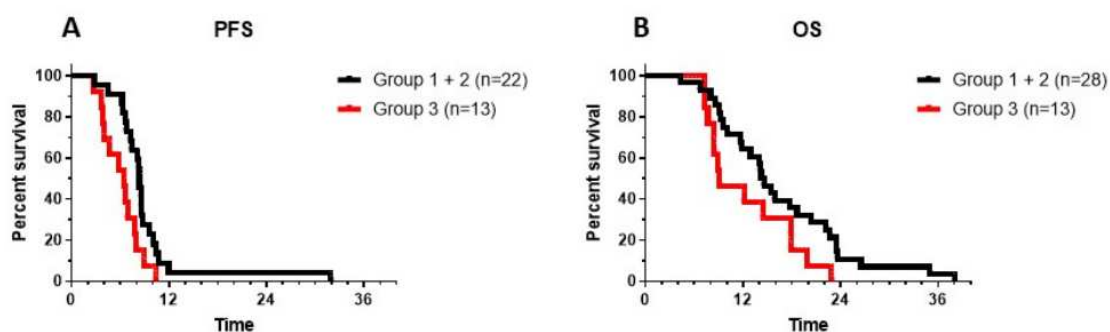 A
PFS
Percent survival
100
80
60
40
20
0
0 12 24 36
Time
Group 1 + 2 (n=22)
Group 3 (n=13)
B
OS
Percent survival
100
80
60
40
20
0
0 12 24 36
Time
Group 1 + 2 (n=28)
Group 3 (n=13)